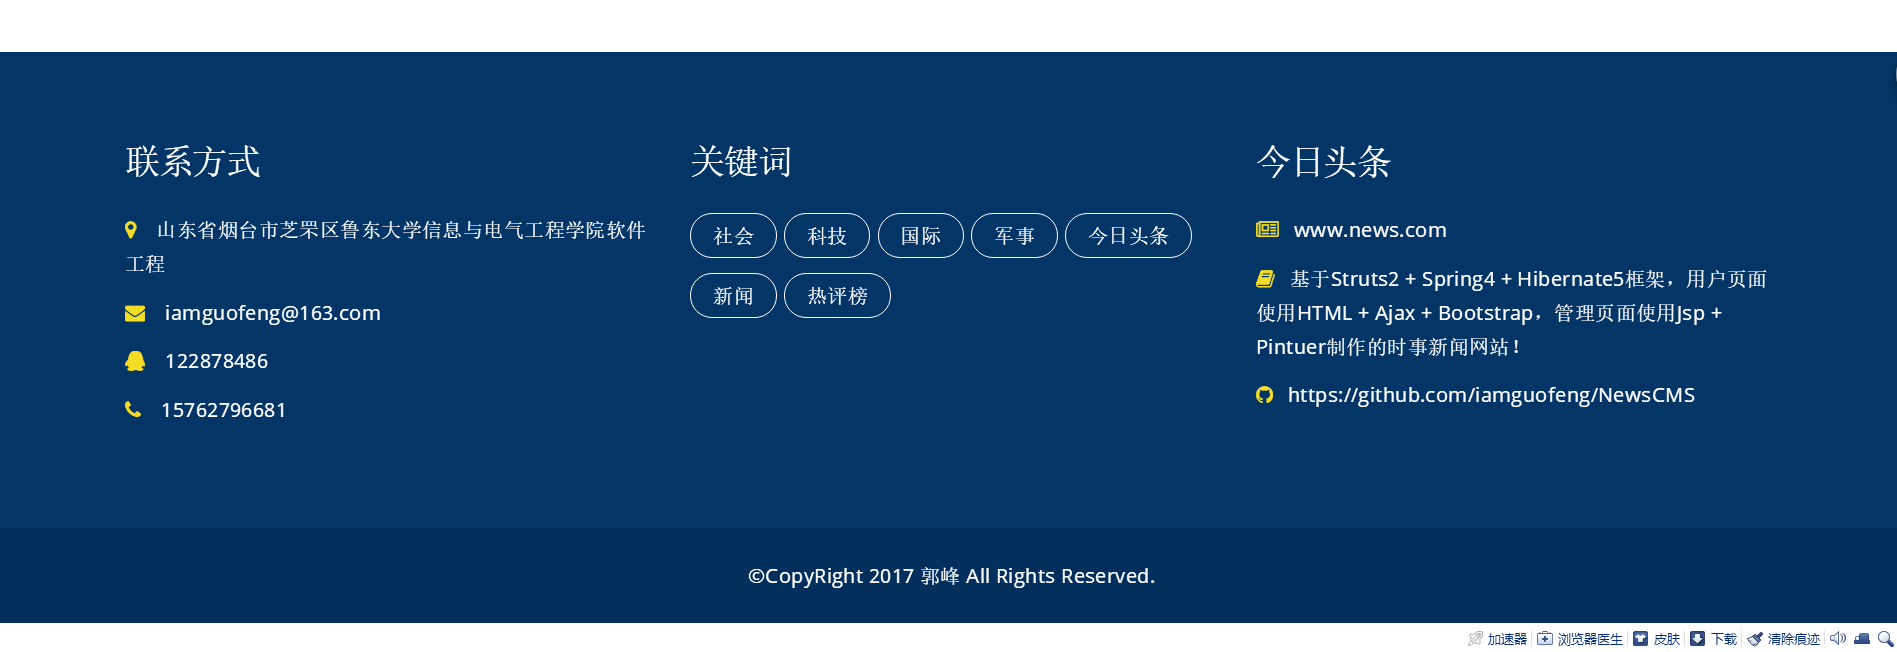 联系方式
山东省烟台市芝罘区鲁东大学信息与电气工程学院软件
工程
iamguofeng@163.com
122878486
15762796681
关键词
社会 科技 国际 军事 今日头条
新闻 热评榜
今日头条
www.news.com
基于Struts2 + Spring4 + Hibernate5框架，用户页面
使用HTML + Ajax + Bootstrap，管理页面使用Jsp +
Pintuer制作的时事新闻网站！
https://github.com/iamguofeng/NewsCMS
©CopyRight 2017 郭峰 All Rights Reserved.
加速器 浏览器医生 皮肤 下载 清除痕迹